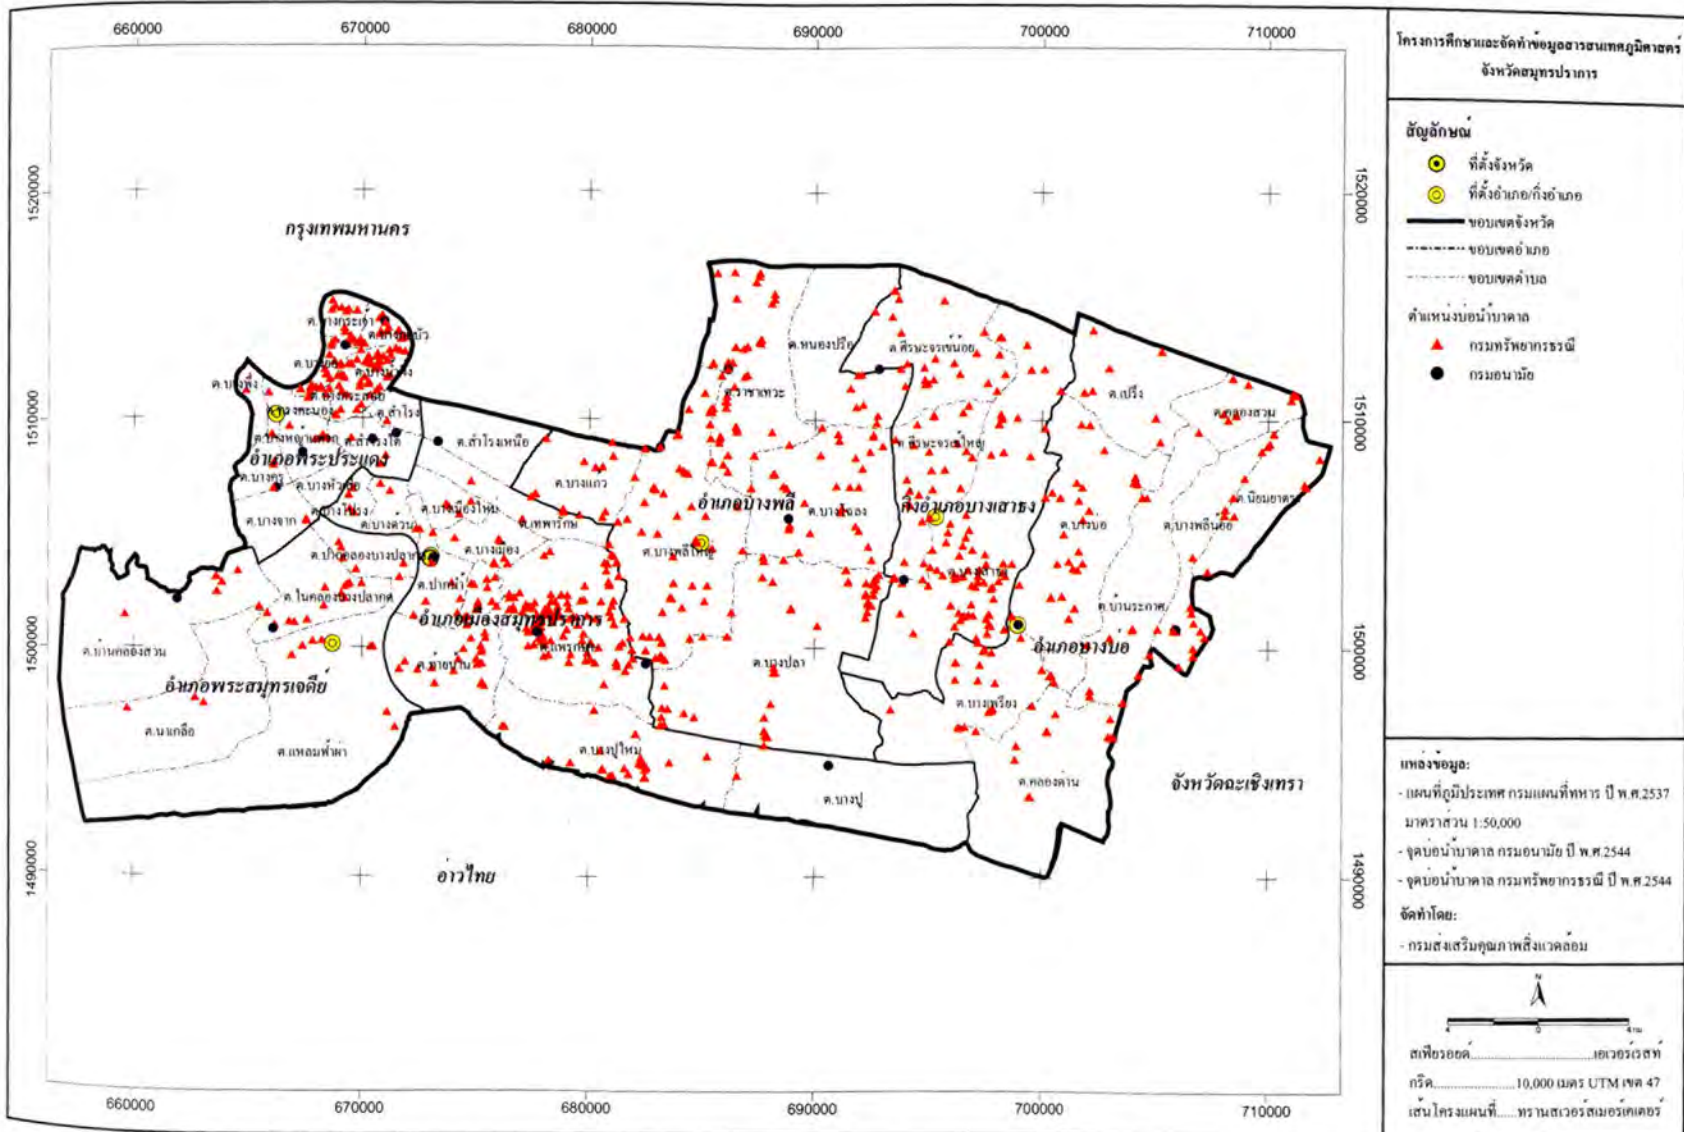 660000 670000 680000 690000 700000 710000
โครงการศึกษาและจัดทำข้อมูลสารสนเทศภูมิศาสตร์
จังหวัดสมุทรปราการ
สัญลักษณ์
ที่ตั้งจังหวัด
ที่ตั้งอำเภอ/กิ่งอำเภอ
ขอบเขตจังหวัด
ขอบเขตอำเภอ
ขอบเขตตำบล
ตำแหน่งบ่อน้ำบาดาล
กรมทรัพยากรธรณี
กรมอนามัย
1520000 1520000
กรุงเทพมหานคร
ต.บางกระเจ้า
ต.หนองปรือ
ต.ศีรษะจรเข้น้อย
ต.บางพึ่ง
ต.ราชาเทวะ
ต.เปร็ง
ต.คลองสวน
1510000 1510000
ต.ทรงคะนอง
ต.สำโรง
ต.สำโรงใต้
ต.สำโรงเหนือ
ต.ศีรษะจรเข้ใหญ่
อำเภอพระประแดง
ต.บางแก้ว
ต.บางครุ
ต.บางหัวเสือ
ต.นิยมยาตรา
อำเภอบางพลี
กิ่งอำเภอบางเสาธง
ต.บางโฉลง
ต.บางจาก
ต.บางโปรง
ต.บางด้วน
ต.บางเมืองใหม่
ต.เทพารักษ์
ต.บางบ่อ
ต.บางพลีน้อย
ต.บางเมือง
ต.บางพลีใหญ่
ต.ปากน้ำ
ต.ในคลองบางปลากด
ต.บ้านระกาศ
อำเภอเมืองสมุทรปราการ
ต.แพรกษา
อำเภอบางบ่อ
1500000 1500000
ต.บ้านคลองสวน
ต.ท้ายบ้าน
ต.บางปลา
อำเภอพระสมุทรเจดีย์
ต.บางเพรียง
ต.นาเกลือ
ต.แหลมฟ้าผ่า
ต.บางปูใหม่
ต.บางปู
ต.คลองด่าน
จังหวัดฉะเชิงเทรา
อ่าวไทย
1490000 1490000
แหล่งข้อมูล:
- แผนที่ภูมิประเทศ กรมแผนที่ทหาร ปี พ.ศ.2537
มาตราส่วน 1:50,000
- จุดบ่อน้ำบาดาล กรมอนามัย ปี พ.ศ.2544
- จุดบ่อน้ำบาดาล กรมทรัพยากรธรณี ปี พ.ศ.2544
จัดทำโดย:
- กรมส่งเสริมคุณภาพสิ่งแวดล้อม
N
4 0 4 กม
สเฟียรอยด์........................เอเวอร์เรสท์
กริด................10,000 เมตร UTM เขต 47
เส้นโครงแผนที่.....ทรานสเวอร์สเมอร์เคเตอร์
660000 670000 680000 690000 700000 710000